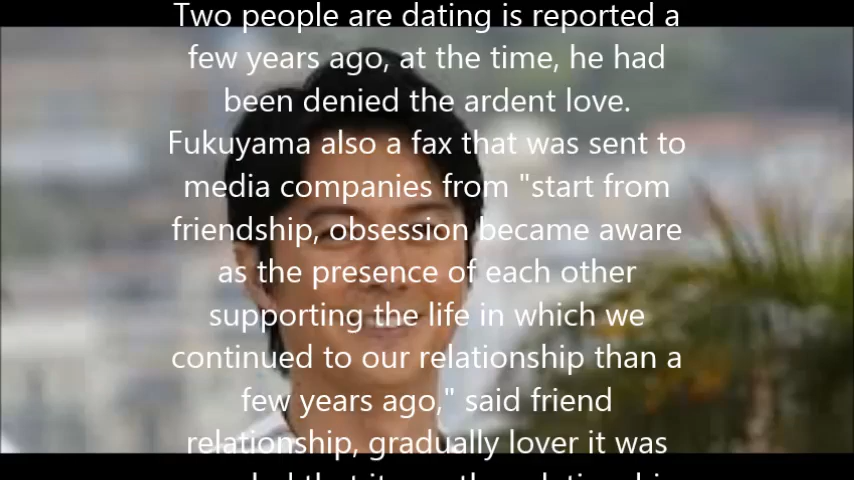 Two people are dating is reported a
few years ago, at the time, he had
been denied the ardent love.
Fukuyama also a fax that was sent to
media companies from "start from
friendship, obsession became aware
as the presence of each other
supporting the life in which we
continued to our relationship than a
few years ago," said friend
relationship, gradually lover it was